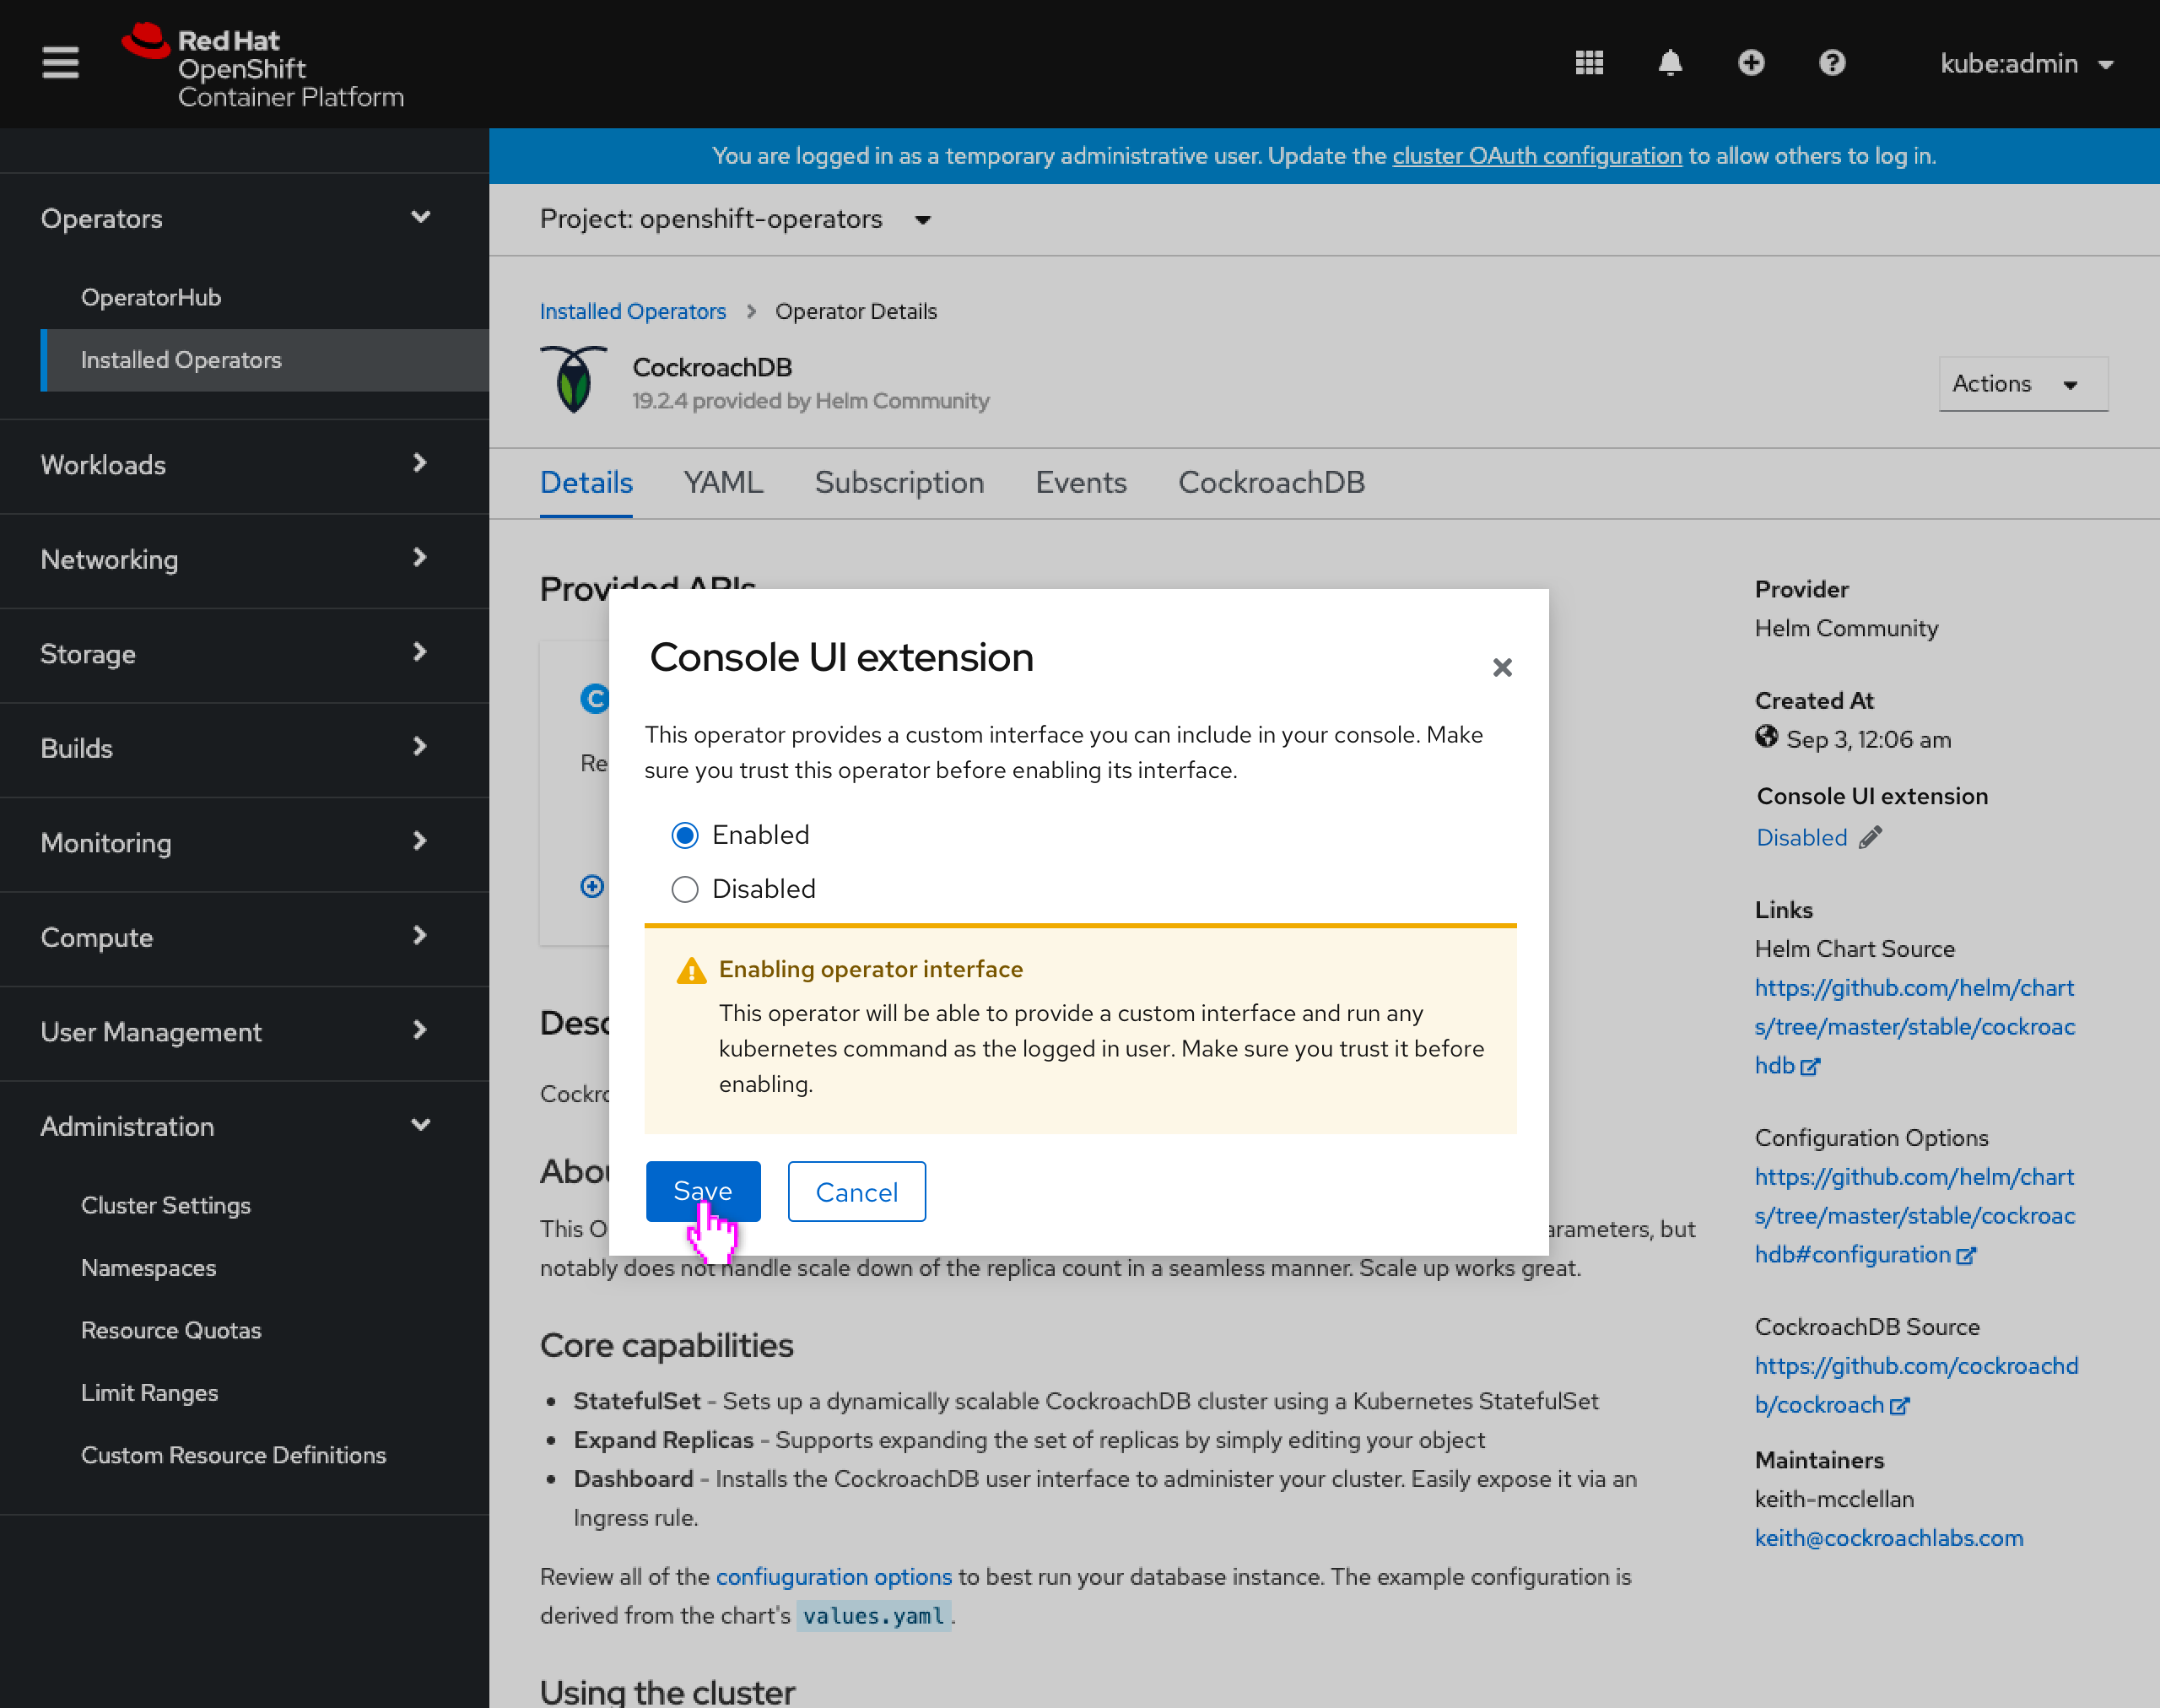 Red Hat
OpenShift
Container Platform
kube:admin
You are logged in as a temporary administrative user. Update the cluster OAuth configuration to allow others to log in.
Operators
OperatorHub
Installed Operators
Workloads
Networking
Storage
Builds
Monitoring
Compute
User Management
Administration
Cluster Settings
Namespaces
Resource Quotas
Limit Ranges
Custom Resource Definitions
Project: openshift-operators
Installed Operators > Operator Details
CockroachDB
19.2.4 provided by Helm Community
Actions
Details YAML Subscription Events CockroachDB
Provided APIs
C
Re
Console UI extension
This operator provides a custom interface you can include in your console. Make
sure you trust this operator before enabling its interface.
Enabled
Disabled
Enabling operator interface
This operator will be able to provide a custom interface and run any
kubernetes command as the logged in user. Make sure you trust it before
enabling.
Save Cancel
This O
arameters, but
notably does not handle scale down of the replica count in a seamless manner. Scale up works great.
Core capabilities
• StatefulSet - Sets up a dynamically scalable CockroachDB cluster using a Kubernetes StatefulSet
• Expand Replicas - Supports expanding the set of replicas by simply editing your object
• Dashboard - Installs the CockroachDB user interface to administer your cluster. Easily expose it via an
Ingress rule.
Review all of the confiuguration options to best run your database instance. The example configuration is
derived from the chart's values.yaml.
Using the cluster
Provider
Helm Community
Created At
Sep 3, 12:06 am
Console UI extension
Disabled
Links
Helm Chart Source
https://github.com/helm/chart
s/tree/master/stable/cockroac
hdb
Configuration Options
https://github.com/helm/chart
s/tree/master/stable/cockroac
hdb#configuration
CockroachDB Source
https://github.com/cockroachd
b/cockroach
Maintainers
keith-mcclellan
keith@cockroachlabs.com